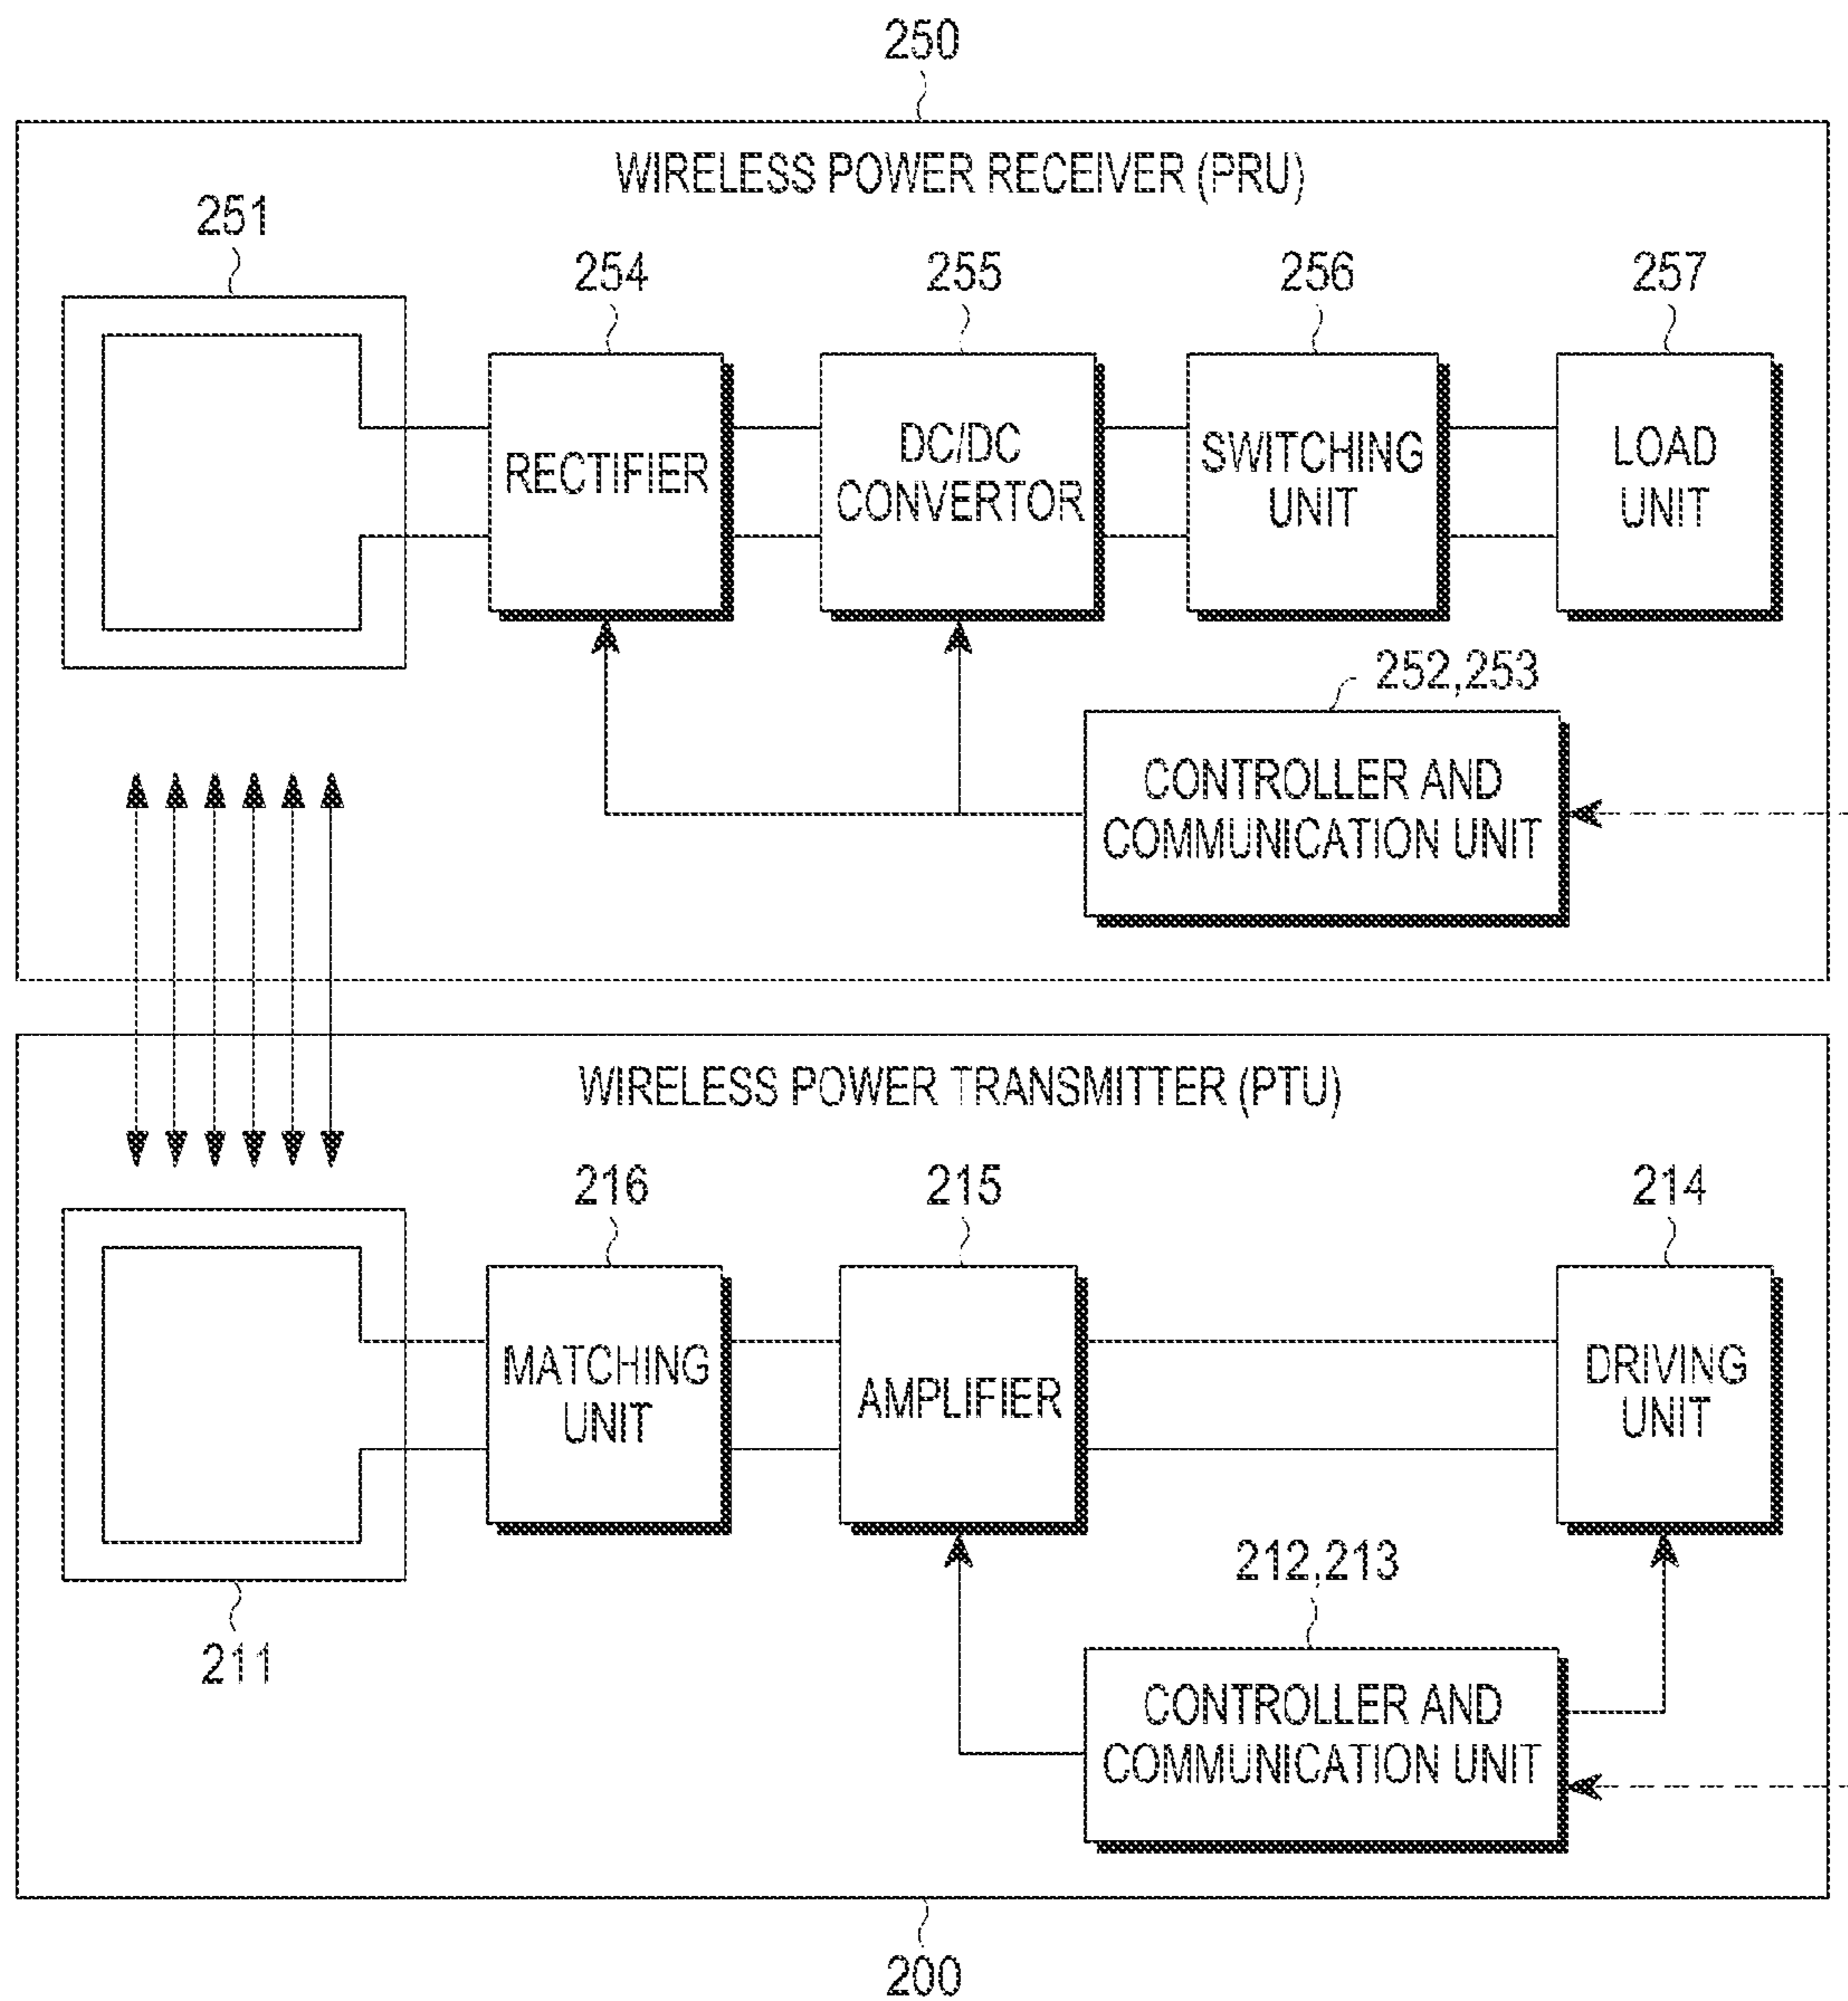 250
WIRELESS POWER RECEIVER (PRU)
251
254
255
256
257
RECTIFIER
DC/DC
CONVERTOR
SWITCHING
UNIT
LOAD
UNIT
252,253
CONTROLLER AND
COMMUNICATION UNIT
WIRELESS POWER TRANSMITTER (PTU)
216
215
214
MATCHING
UNIT
AMPLIFIER
DRIVING
UNIT
212,213
211
CONTROLLER AND
COMMUNICATION UNIT
200